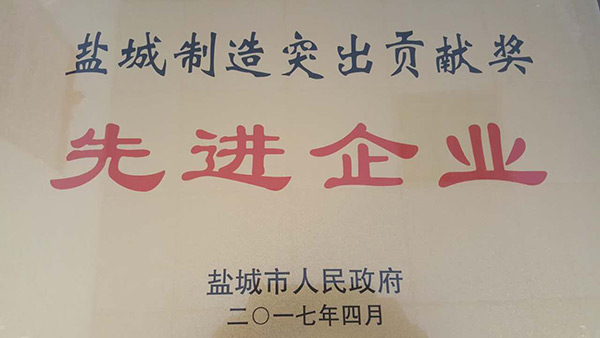 盐城制造突出贡献奖
先进企业
盐城市人民政府
二〇一七年四月